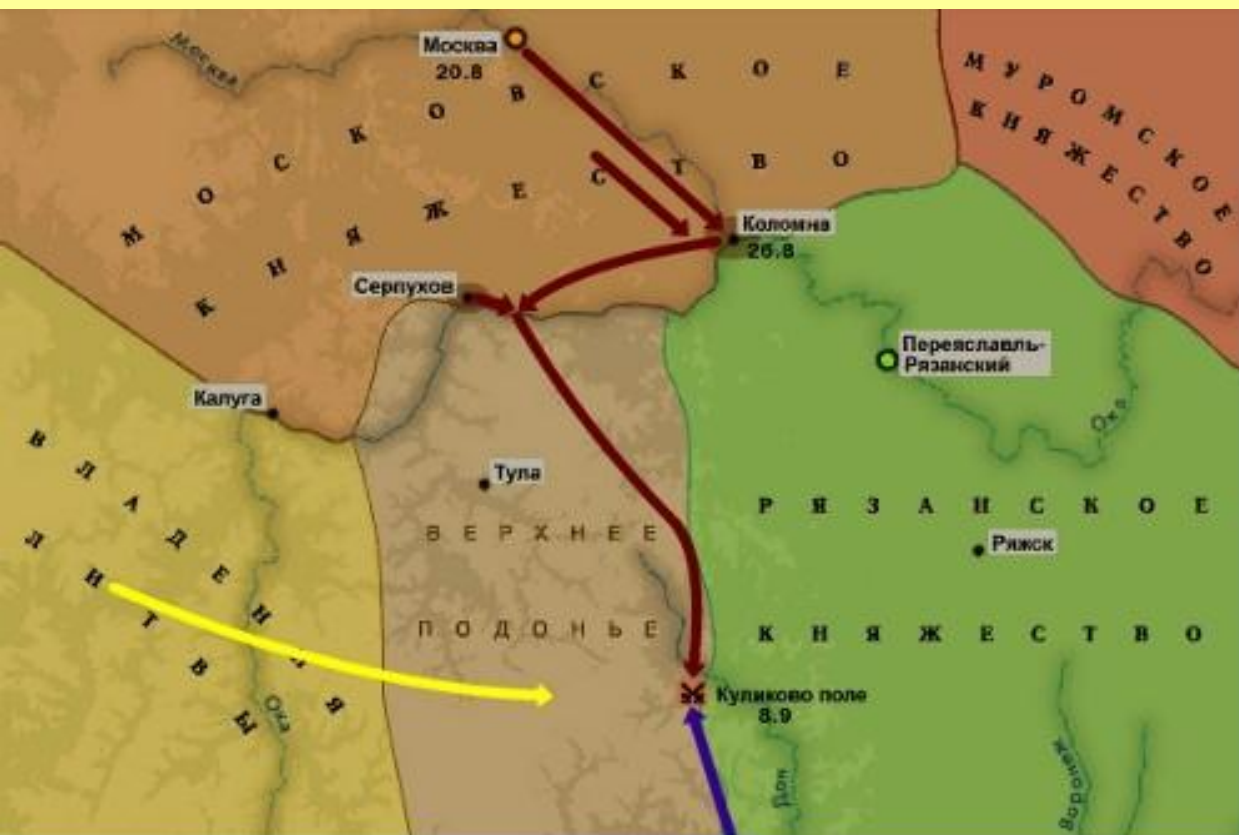 Москва
Москва
20.8
МОСКОВСКОЕ
КНЯЖЕСТВО
МУРОМСКОЕ
КНЯЖЕСТВО
Коломна
26.8
Серпухов
Переяславль-
Рязанский
Калуга
Ока
Тула
ВЛАДЕНИЯ
ЛИТВЫ
ВЕРХНЕЕ
ПОДОНЬЕ
РЯЗАНСКОЕ
Ряжск
КНЯЖЕСТВО
Куликово поле
8.9
Ока
Дон
Воронеж